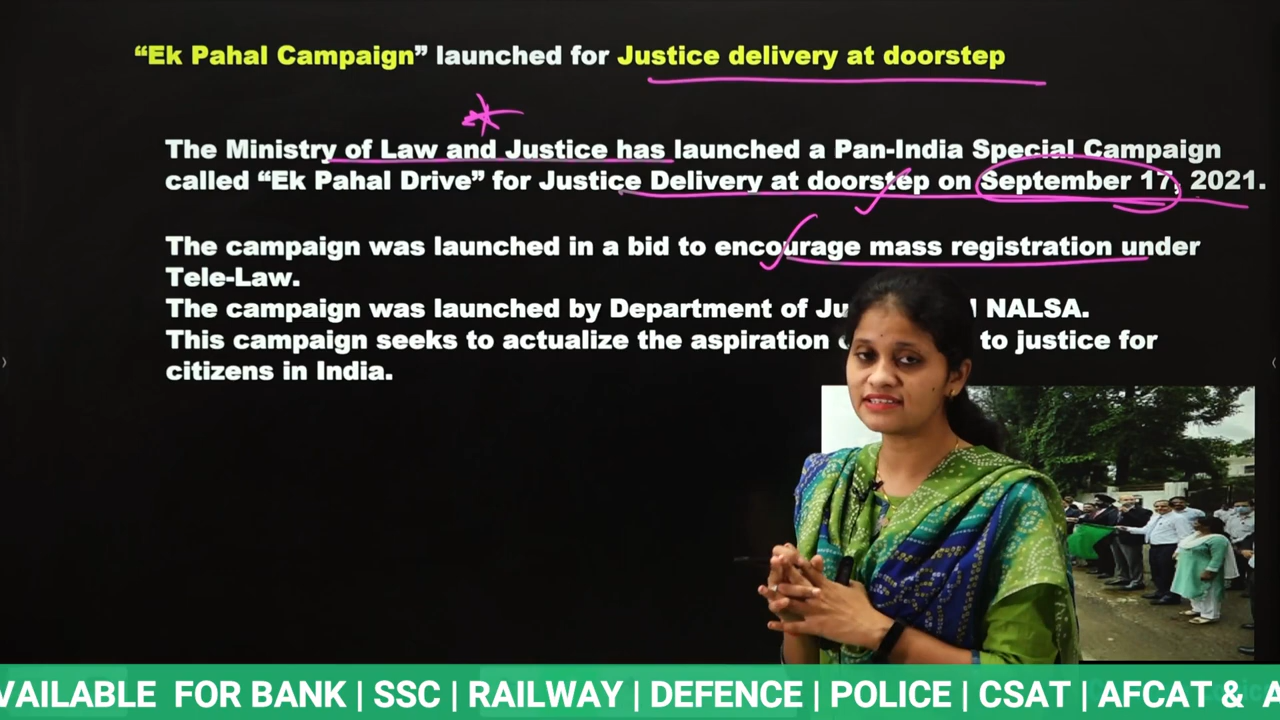 “Ek Pahal Campaign” launched for Justice delivery at doorstep
The Ministry of Law and Justice has launched a Pan-India Special Campaign
called “Ek Pahal Drive” for Justice Delivery at doorstep on September 17, 2021.
The campaign was launched in a bid to encourage mass registration under
Tele-Law.
The campaign was launched by Department of NALSA.
This campaign seeks to actualize the aspiration to justice for
citizens in India.
AVAILABLE FOR BANK | SSC | RAILWAY | DEFENCE | POLICE | CSAT | AFCAT &